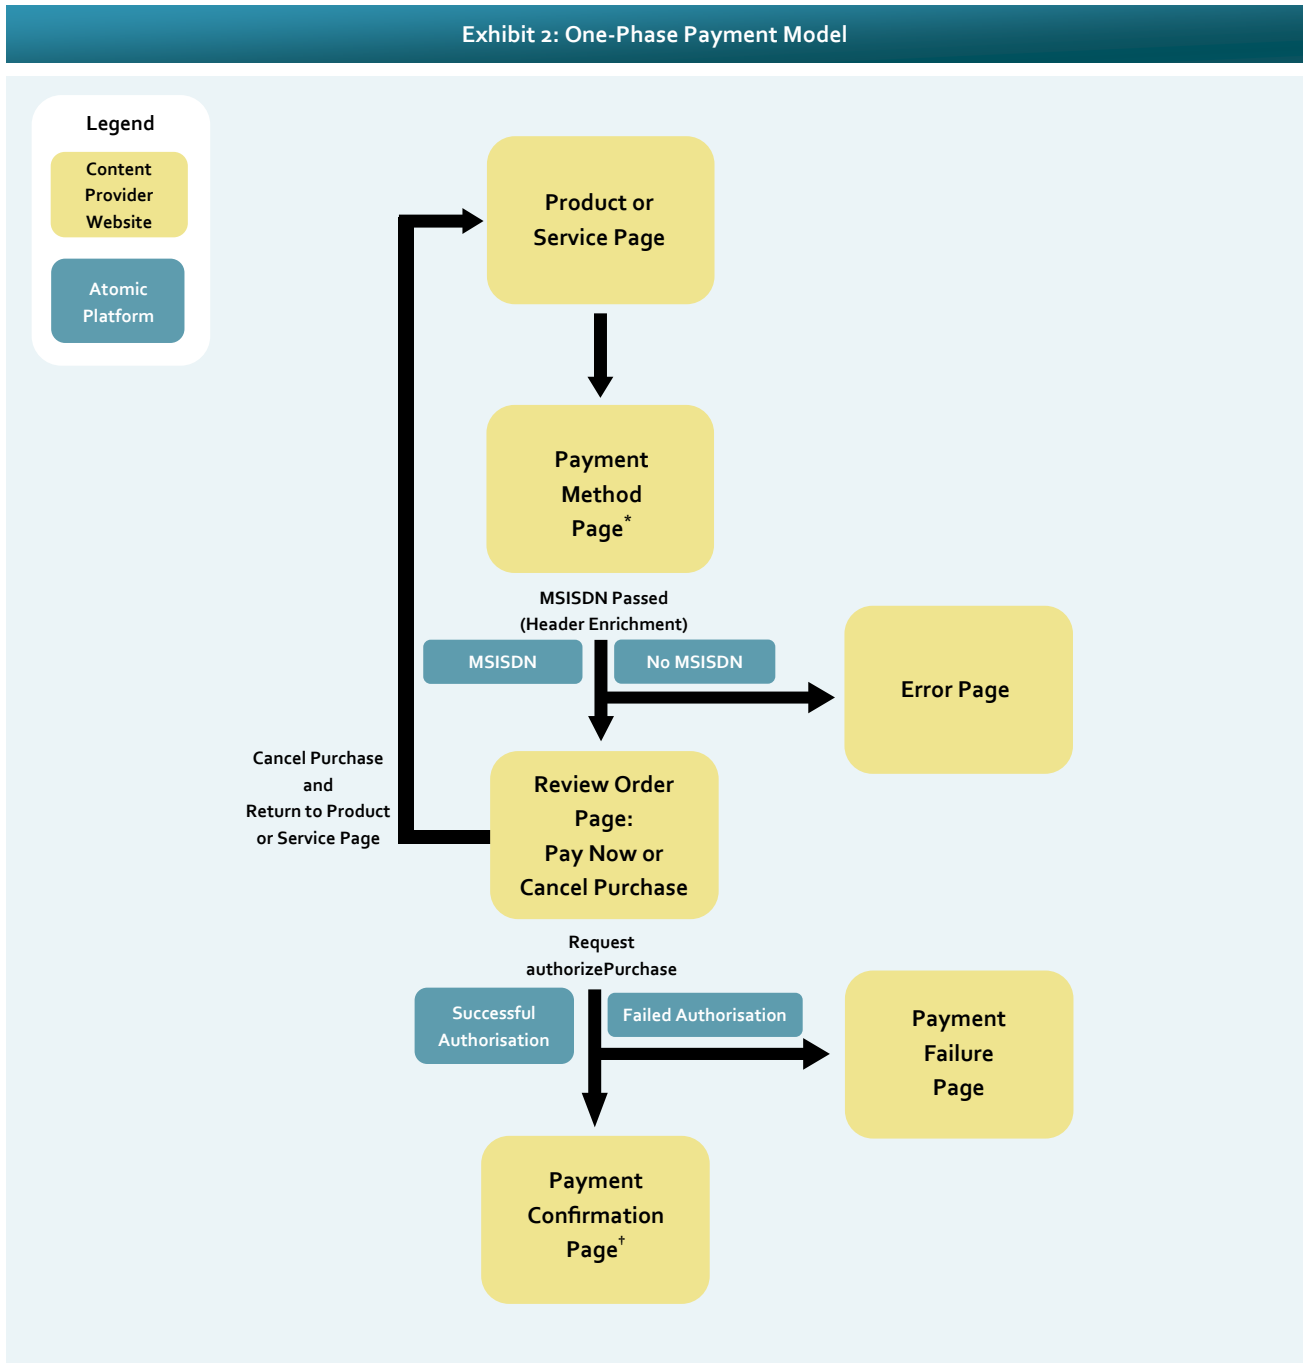 Exhibit 2: One-Phase Payment Model
Legend
Content
Provider
Website
Atomic
Platform
Product or
Service Page
Payment
Method
Page*
MSISDN Passed
(Header Enrichment)
MSISDN
No MSISDN
Error Page
Cancel Purchase
and
Return to Product
or Service Page
Review Order
Page:
Pay Now or
Cancel Purchase
Request
authorizePurchase
Successful
Authorisation
Failed Authorisation
Payment
Failure
Page
Payment
Confirmation
Page†